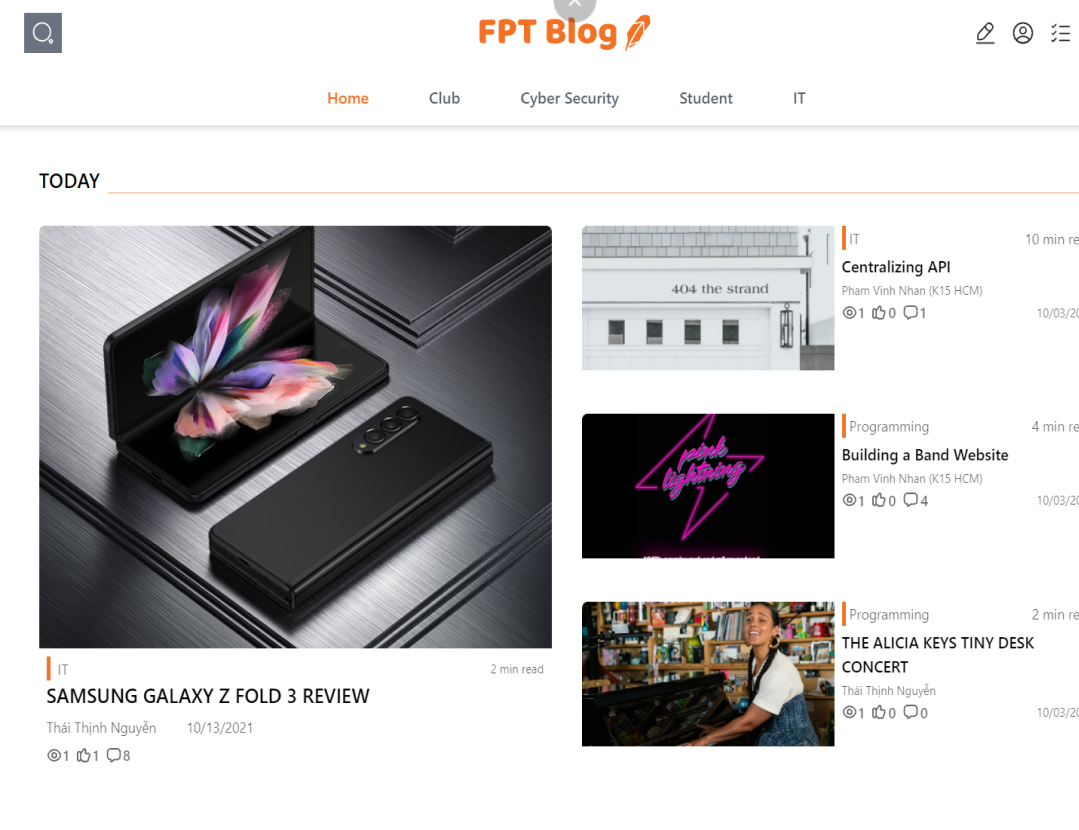 FPT Blog
Home
Club
Cyber Security
Student
IT
TODAY
IT
2 min read
SAMSUNG GALAXY Z FOLD 3 REVIEW
Thái Thịnh Nguyễn 10/13/2021
1 1 8
404 the strand
IT
10 min re
Centralizing API
Pham Vinh Nhan (K15 HCM)
1 0 1
10/03/20
pink
lightning
Programming
4 min re
Building a Band Website
Pham Vinh Nhan (K15 HCM)
1 0 4
10/03/20
Programming
2 min re
THE ALICIA KEYS TINY DESK
CONCERT
Thái Thịnh Nguyễn
1 0 0
10/03/20